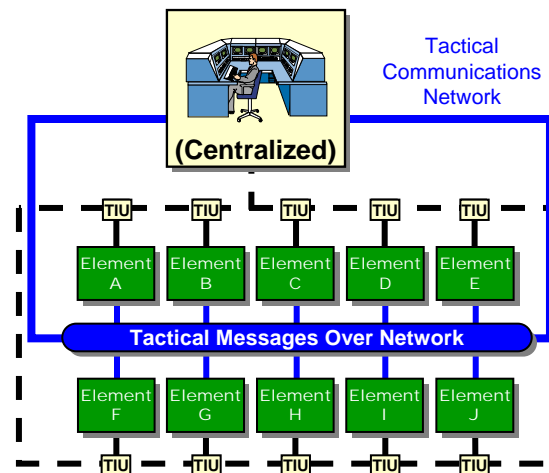 Tactical
Communications
Network
(Centralized)
TIU TIU TIU TIU TIU
Element Element Element Element Element
A B C D E
Tactical Messages Over Network
Element Element Element Element Element
F G H I J
TIU TIU TIU TIU TIU